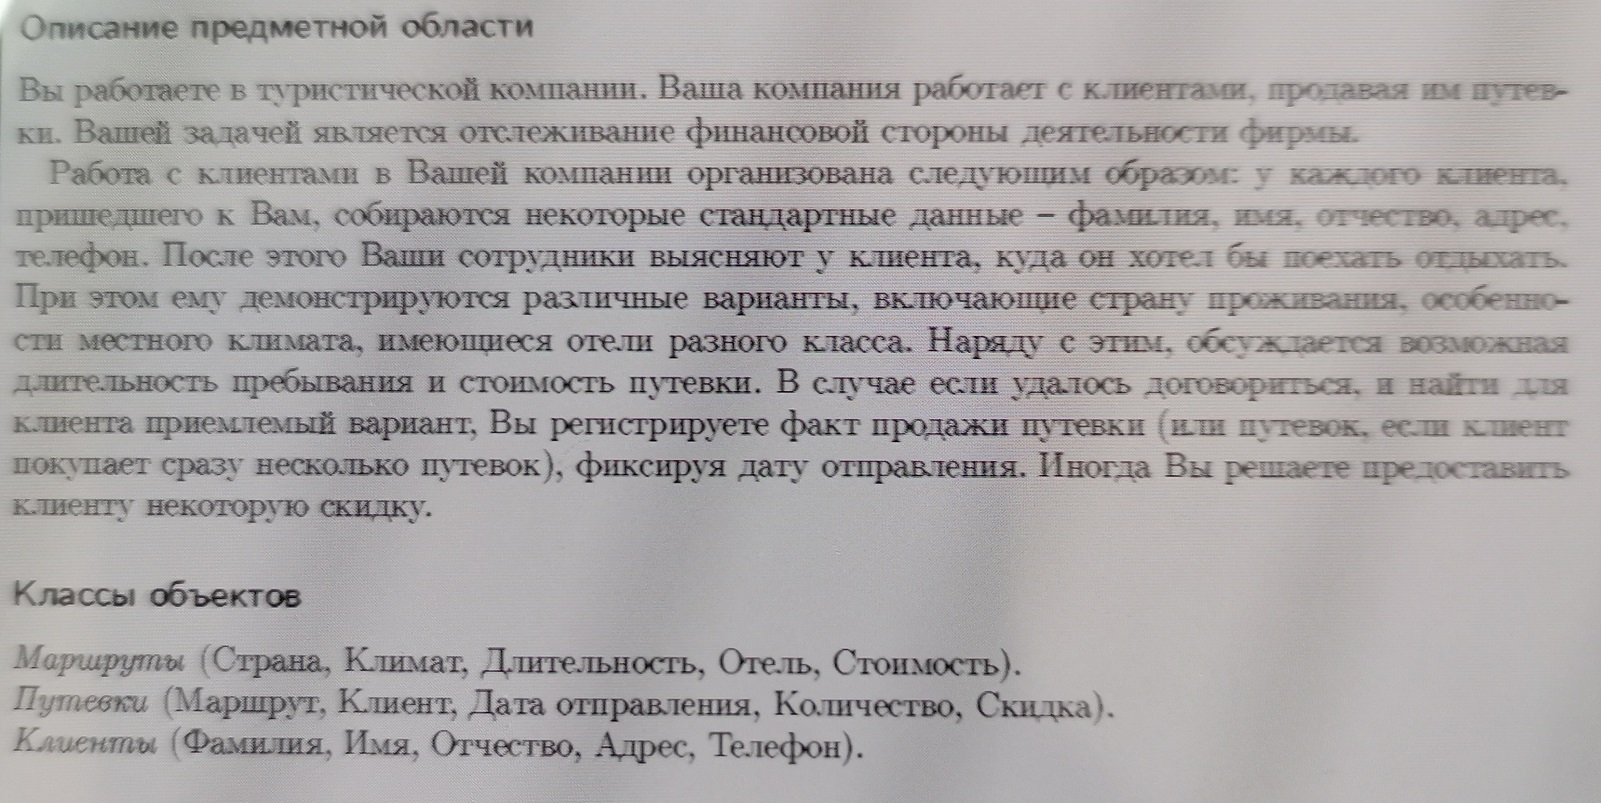 Описание предметной области
Вы работаете в туристической компании. Ваша компания работает с клиентами, продавая им путев-
ки. Вашей задачей является отслеживание финансовой стороны деятельности фирмы.
Работа с клиентами в Вашей компании организована следующим образом: у каждого клиента,
пришедшего к Вам, собираются некоторые стандартные данные – фамилия, имя, отчество, адрес,
телефон. После этого Ваши сотрудники выясняют у клиента, куда он хотел бы поехать отдыхать.
При этом ему демонстрируются различные варианты, включающие страну проживания, особенно-
сти местного климата, имеющиеся отели разного класса. Наряду с этим, обсуждается возможная
длительность пребывания и стоимость путевки. В случае если удалось договориться, и найти для
клиента приемлемый вариант, Вы регистрируете факт продажи путевки (или путевок, если клиент
покупает сразу несколько путевок), фиксируя дату отправления. Иногда Вы решаете предоставить
клиенту некоторую скидку.
Классы объектов
Маршруты (Страна, Климат, Длительность, Отель, Стоимость).
Путевки (Маршрут, Клиент, Дата отправления, Количество, Скидка).
Клиенты (Фамилия, Имя, Отчество, Адрес, Телефон).